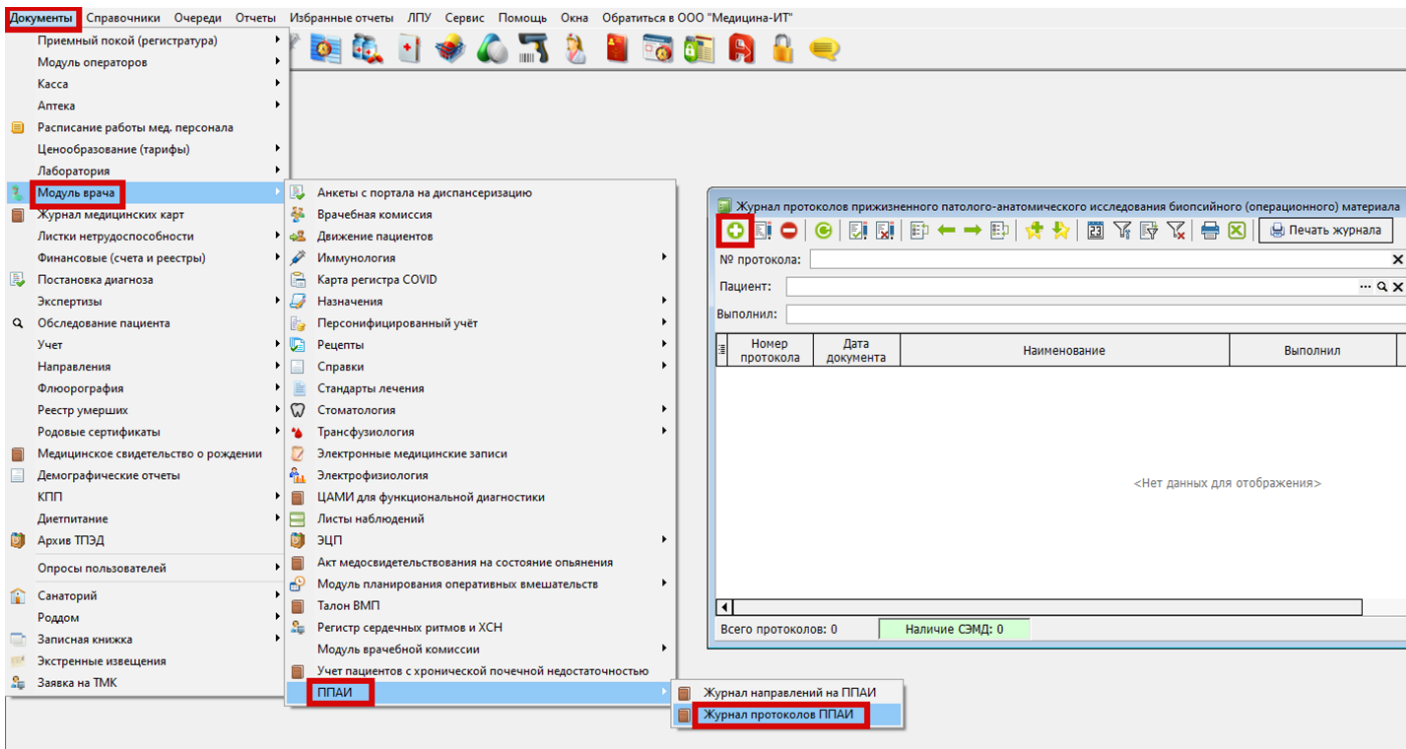 Документы Справочники Очереди Отчеты Избранные отчеты ЛПУ Сервис Помощь Окна Обратиться в ООО "Медицина-ИТ"
Приемный покой (регистратура)
Модуль операторов
Касса
Аптека
Расписание работы мед. персонала
Ценообразование (тарифы)
Лаборатория
Модуль врача
Журнал медицинских карт
Листки нетрудоспособности
Финансовые (счета и реестры)
Постановка диагноза
Экспертизы
Обследование пациента
Учет
Направления
Флюорография
Реестр умерших
Родовые сертификаты
Медицинское свидетельство о рождении
Демографические отчеты
КПП
Диетпитание
Архив ТПЭД
Опросы пользователей
Санаторий
Роддом
Записная книжка
Экстренные извещения
Заявка на ТМК
Анкеты с портала на диспансеризацию
Врачебная комиссия
Движение пациентов
Иммунология
Карта регистра COVID
Назначения
Персонифицированный учёт
Рецепты
Справки
Стандарты лечения
Стоматология
Трансфузиология
Электронные медицинские записи
Электрофизиология
ЦАМИ для функциональной диагностики
Листы наблюдений
ЭЦП
Акт медосвидетельствования на состояние опьянения
Модуль планирования оперативных вмешательств
Талон ВМП
Регистр сердечных ритмов и ХСН
Модуль врачебной комиссии
Учет пациентов с хронической почечной недостаточностью
ППАИ
Журнал направлений на ППАИ
Журнал протоколов ППАИ
Журнал протоколов прижизненного патолого-анатомического исследования биопсийного (операционного) материала
23 Печать журнала
№ протокола:
Пациент:
Выполнил:
Номер протокола Дата документа Наименование Выполнил
<Нет данных для отображения>
Всего протоколов: 0 Наличие СЭМД: 0